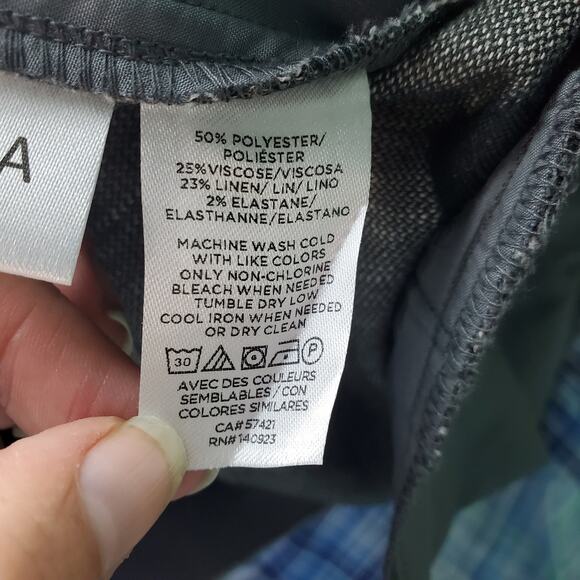 A
50% POLYESTER/
POLIÉSTER
25%VISCOSE/VISCOSA
23% LINEN/ LIN/ LINO
2% ELASTANE/
ELASTHANNE/ELASTANO
MACHINE WASH COLD
WITH LIKE COLORS
ONLY NON-CHLORINE
BLEACH WHEN NEEDED
TUMBLE DRY LOW
COOL IRON WHEN NEEDED
OR DRY CLEAN
30 P
AVEC DES COULEURS
SEMBLABLES / CON
COLORES SIMILARES
CA# 57421
RN# 140923